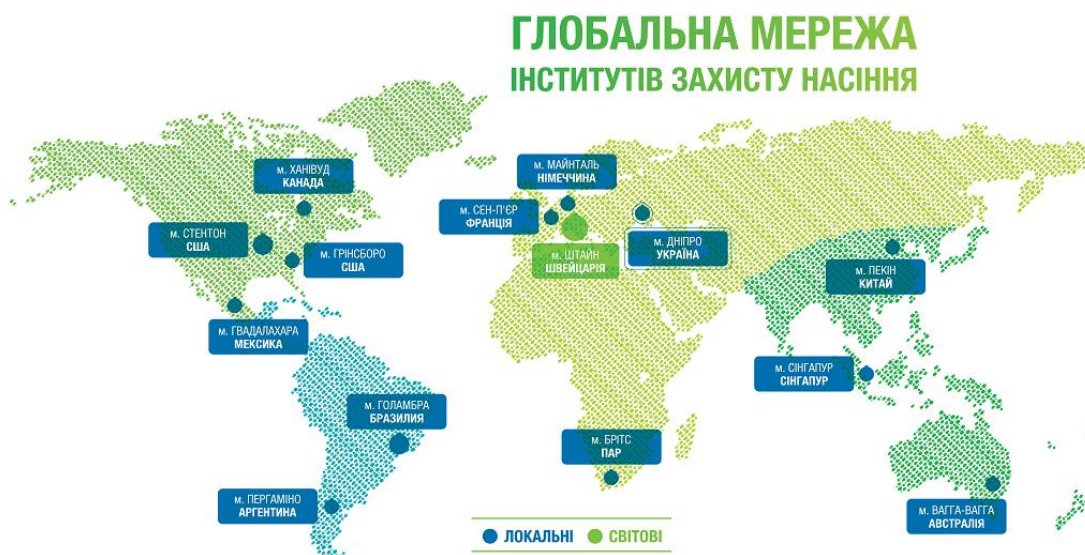 ГЛОБАЛЬНА МЕРЕЖА
ІНСТИТУТІВ ЗАХИСТУ НАСІННЯ
м. ХАНІВУД
КАНАДА
м. МАЙНТАЛЬ
НІМЕЧЧИНА
м. СТЕНТОН
США
м. ГРІНСБОРО
США
м. СЕН-П'ЄР
ФРАНЦІЯ
м. ШТАЙН
ШВЕЙЦАРІЯ
м. ДНІПРО
УКРАЇНА
м. ПЕКІН
КИТАЙ
м. ГВАДАЛАХАРА
МЕКСИКА
м. СІНГАПУР
СІНГАПУР
м. ГОЛАМБРА
БРАЗИЛИЯ
м. БРІТС
ПАР
м. ПЕРГАМІНО
АРГЕНТИНА
м. ВАГГА-ВАГГА
АВСТРАЛІЯ
ЛОКАЛЬНІ СВІТОВІ